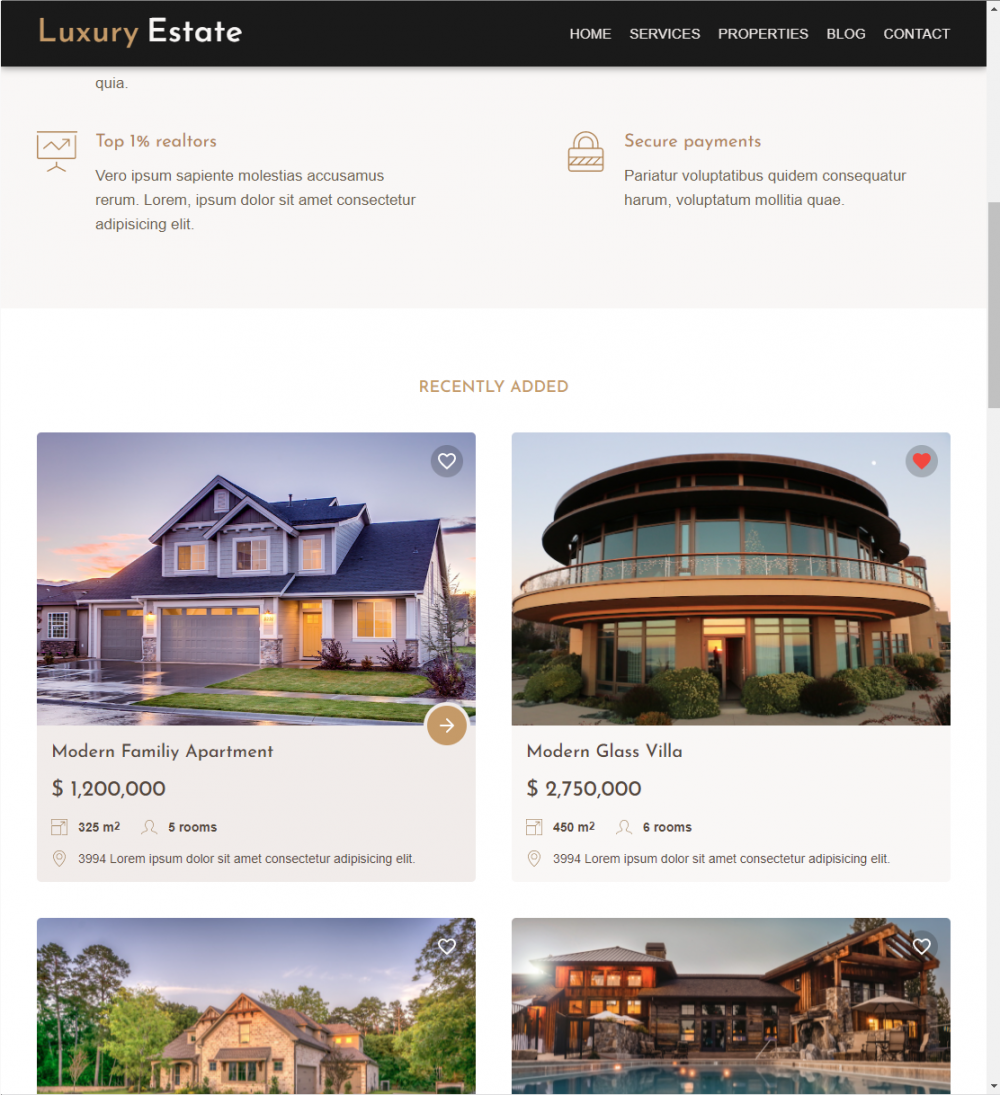 Luxury Estate
HOME SERVICES PROPERTIES BLOG CONTACT
quia.
Top 1% realtors
Vero ipsum sapiente molestias accusamus
rerum. Lorem, ipsum dolor sit amet consectetur
adipisicing elit.
Secure payments
Pariatur voluptatibus quidem consequatur
harum, voluptatum mollitia quae.
RECENTLY ADDED
Modern Familiy Apartment
$ 1,200,000
325 m2 5 rooms
3994 Lorem ipsum dolor sit amet consectetur adipisicing elit.
Modern Glass Villa
$ 2,750,000
450 m2 6 rooms
3994 Lorem ipsum dolor sit amet consectetur adipisicing elit.